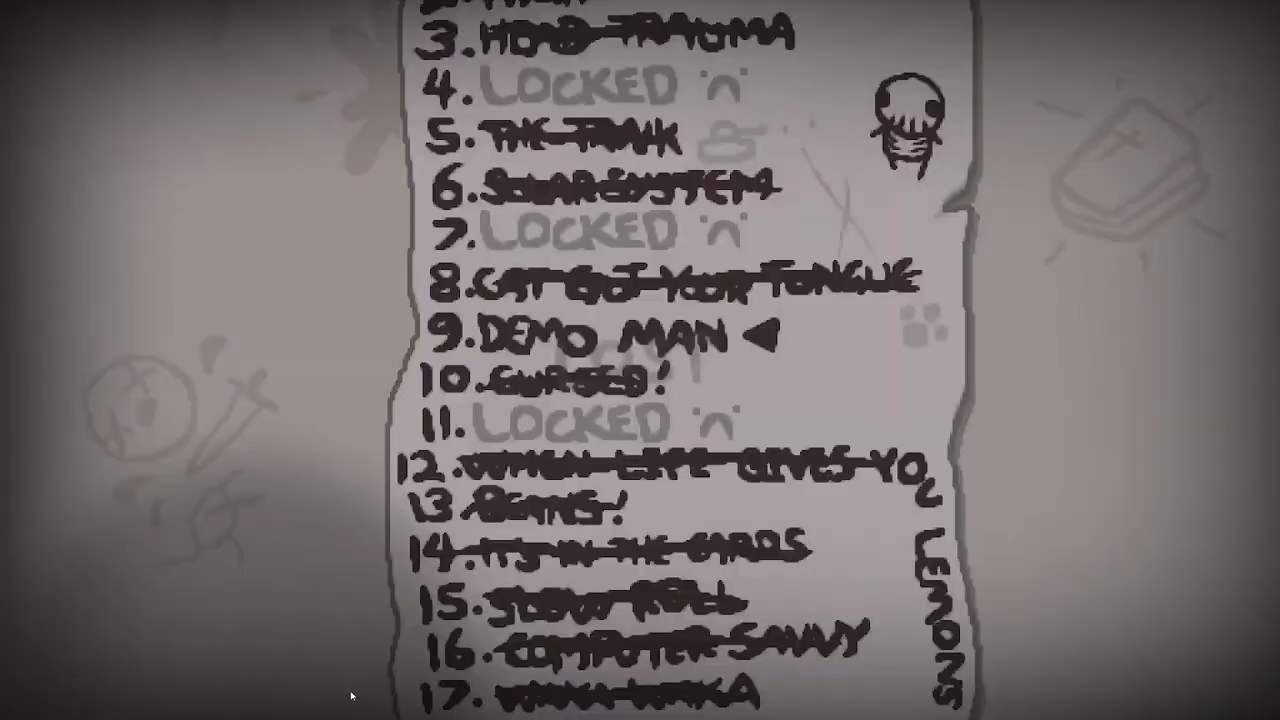 3. HEAD TRAUMA
4. LOCKED
5. THE TANK
6. SOLAR SYSTEM
7. LOCKED
8. CAT GOT YOUR TONGUE
9. DEMO MAN
10. CURSED!
11. LOCKED
12. WHEN LIFE GIVES YOU LEMONS
13. BEANS!
14. IT'S IN THE CARDS
15. SLOW ROLL
16. COMPUTER SAVVY
17. WAKA WAKA